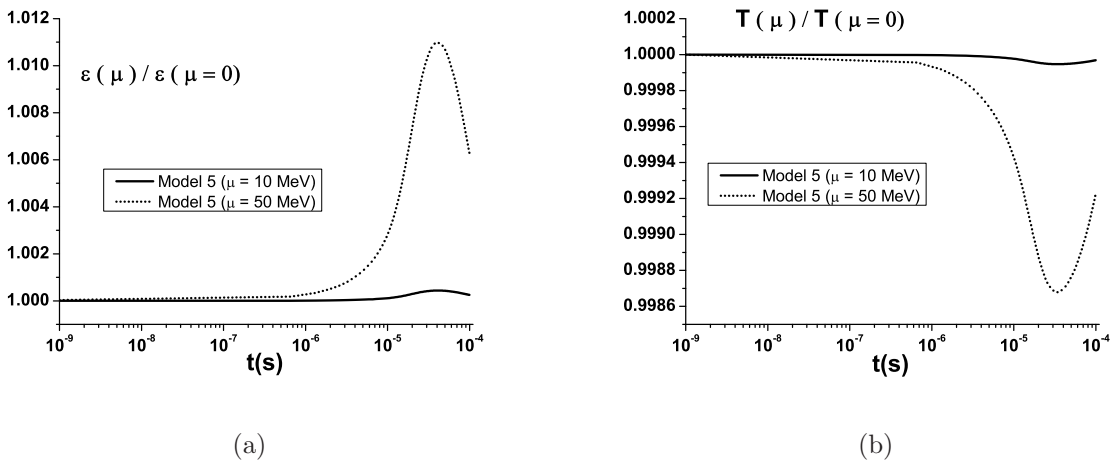 1.012
1.010
1.008
1.006
1.004
1.002
1.000
ε ( μ ) / ε ( μ = 0)
Model 5 (μ = 10 MeV)
Model 5 (μ = 50 MeV)
10-9 10-8 10-7 10-6 10-5 10-4
t(s)
(a)
T ( μ ) / T ( μ = 0)
1.0002
1.0000
0.9998
0.9996
0.9994
0.9992
0.9990
0.9988
0.9986
Model 5 (μ = 10 MeV)
Model 5 (μ = 50 MeV)
10-9 10-8 10-7 10-6 10-5 10-4
t(s)
(b)